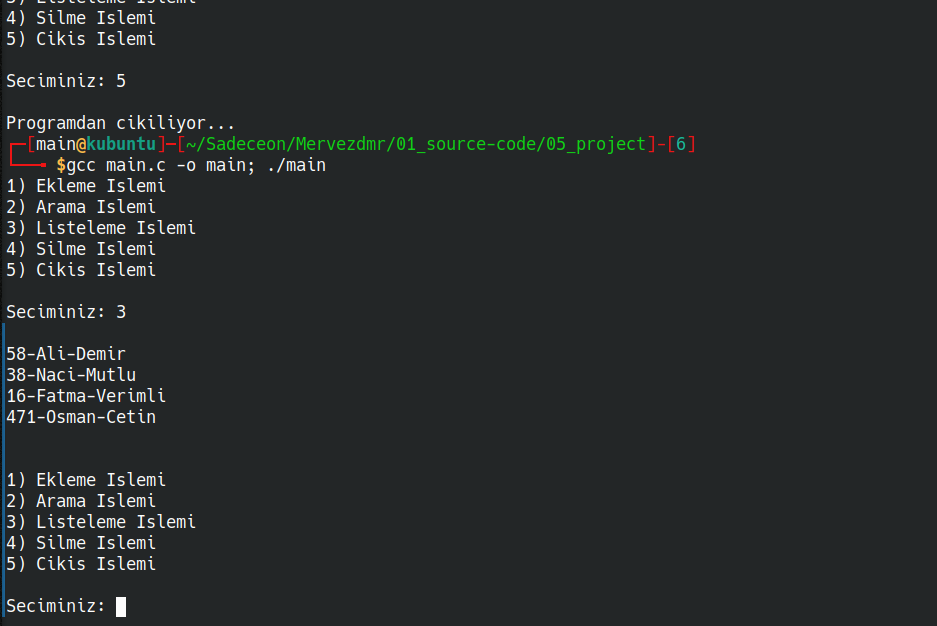 3) Listeleme Islemi
4) Silme Islemi
5) Cikis Islemi
Seciminiz: 5
Programdan cikiliyor...
[main@kubuntu]-[~/Sadeceon/Mervezdmr/01_source-code/05_project]-[6]
$gcc main.c -o main; ./main
1) Ekleme Islemi
2) Arama Islemi
3) Listeleme Islemi
4) Silme Islemi
5) Cikis Islemi
Seciminiz: 3
58-Ali-Demir
38-Naci-Mutlu
16-Fatma-Verimli
471-Osman-Cetin
1) Ekleme Islemi
2) Arama Islemi
3) Listeleme Islemi
4) Silme Islemi
5) Cikis Islemi
Seciminiz: